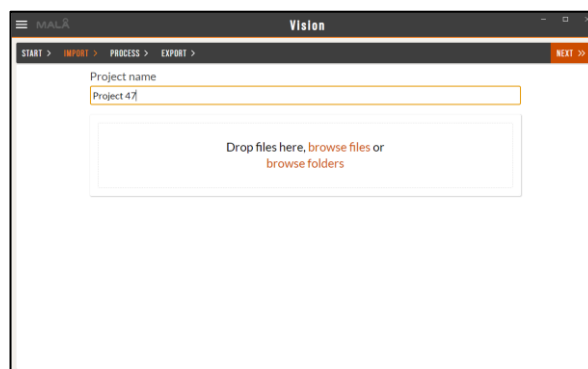 MALÅ
Vision
START > IMPORT > PROCESS > EXPORT > NEXT >>
Project name
Project 47
Drop files here, browse files or
browse folders